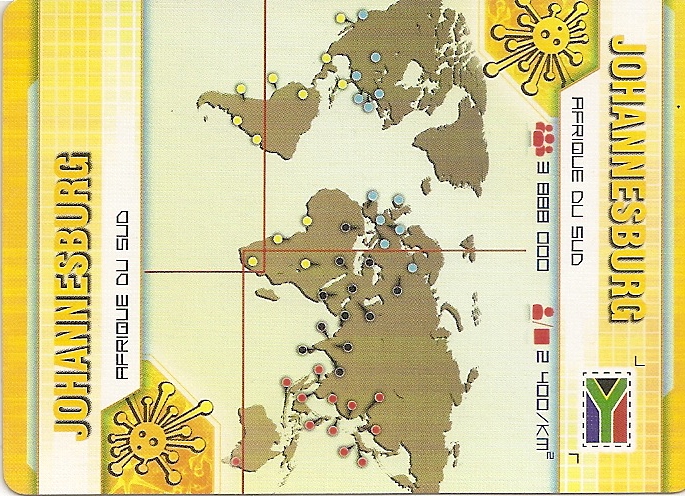 JOHANNESBURG
AFRIQUE DU SUD
3 888 000 / 2 400/KM²
AFRIQUE DU SUD
JOHANNESBURG